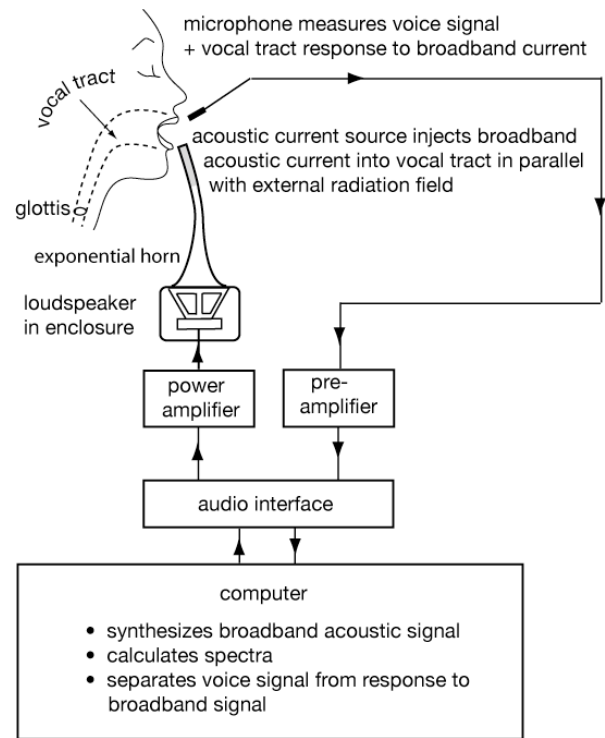 microphone measures voice signal
+ vocal tract response to broadband current
vocal tract
acoustic current source injects broadband
acoustic current into vocal tract in parallel
with external radiation field
glottis
exponential horn
loudspeaker
in enclosure
power
amplifier
pre-
amplifier
audio interface
computer
• synthesizes broadband acoustic signal
• calculates spectra
• separates voice signal from response to
broadband signal